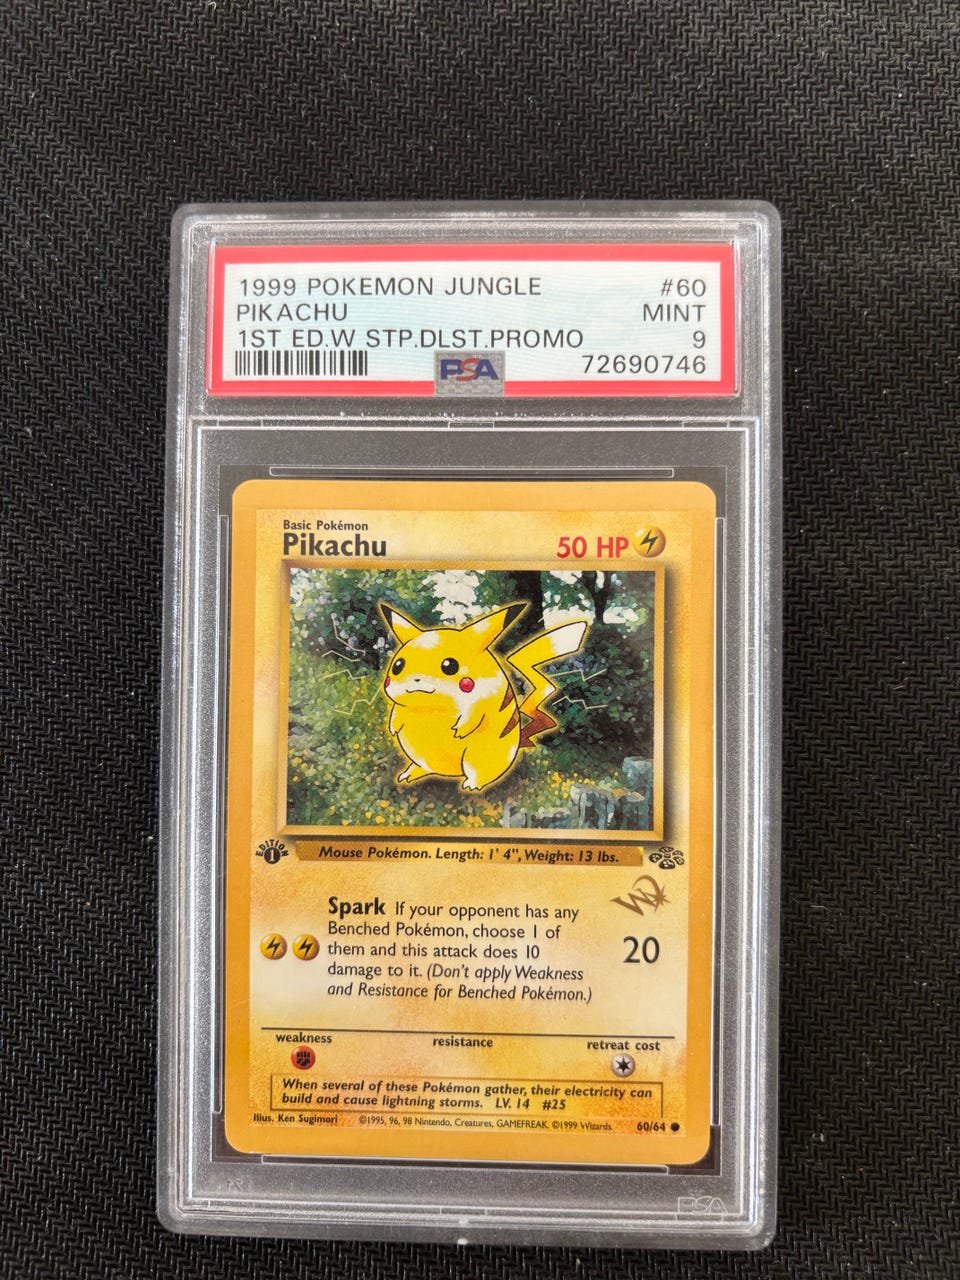 1999 POKEMON JUNGLE #60
PIKACHU MINT
1ST ED.W STP.DLST.PROMO 9
PSA 72690746
Basic Pokémon
Pikachu 50 HP
EDITION
1
Mouse Pokémon. Length: 1' 4", Weight: 13 lbs.
W
Spark If your opponent has any
Benched Pokémon, choose 1 of
them and this attack does 10
damage to it. (Don't apply Weakness
and Resistance for Benched Pokémon.)
20
weakness resistance retreat cost
When several of these Pokémon gather, their electricity can
build and cause lightning storms. LV. 14 #25
Illus. Ken Sugimori ©1995, 96, 98 Nintendo, Creatures, GAMEFREAK. ©1999 Wizards. 60/64
PSA